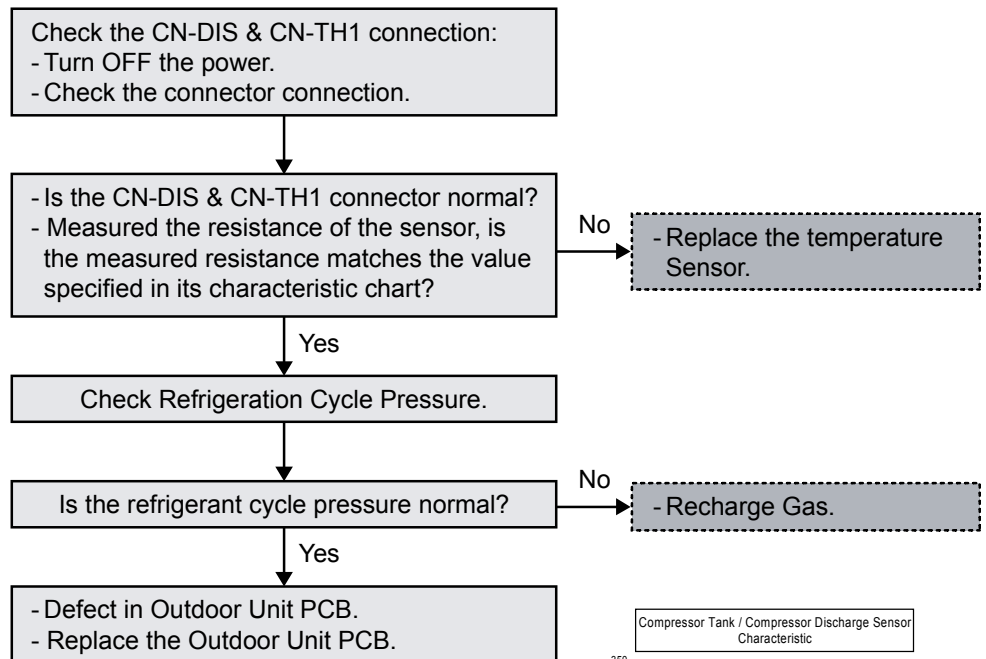 Check the CN-DIS & CN-TH1 connection:
- Turn OFF the power.
- Check the connector connection.
- Is the CN-DIS & CN-TH1 connector normal?
- Measured the resistance of the sensor, is
the measured resistance matches the value
specified in its characteristic chart?
No
- Replace the temperature
Sensor.
Yes
Check Refrigeration Cycle Pressure.
Is the refrigerant cycle pressure normal?
No
- Recharge Gas.
Yes
- Defect in Outdoor Unit PCB.
- Replace the Outdoor Unit PCB.
Compressor Tank / Compressor Discharge Sensor
Characteristic